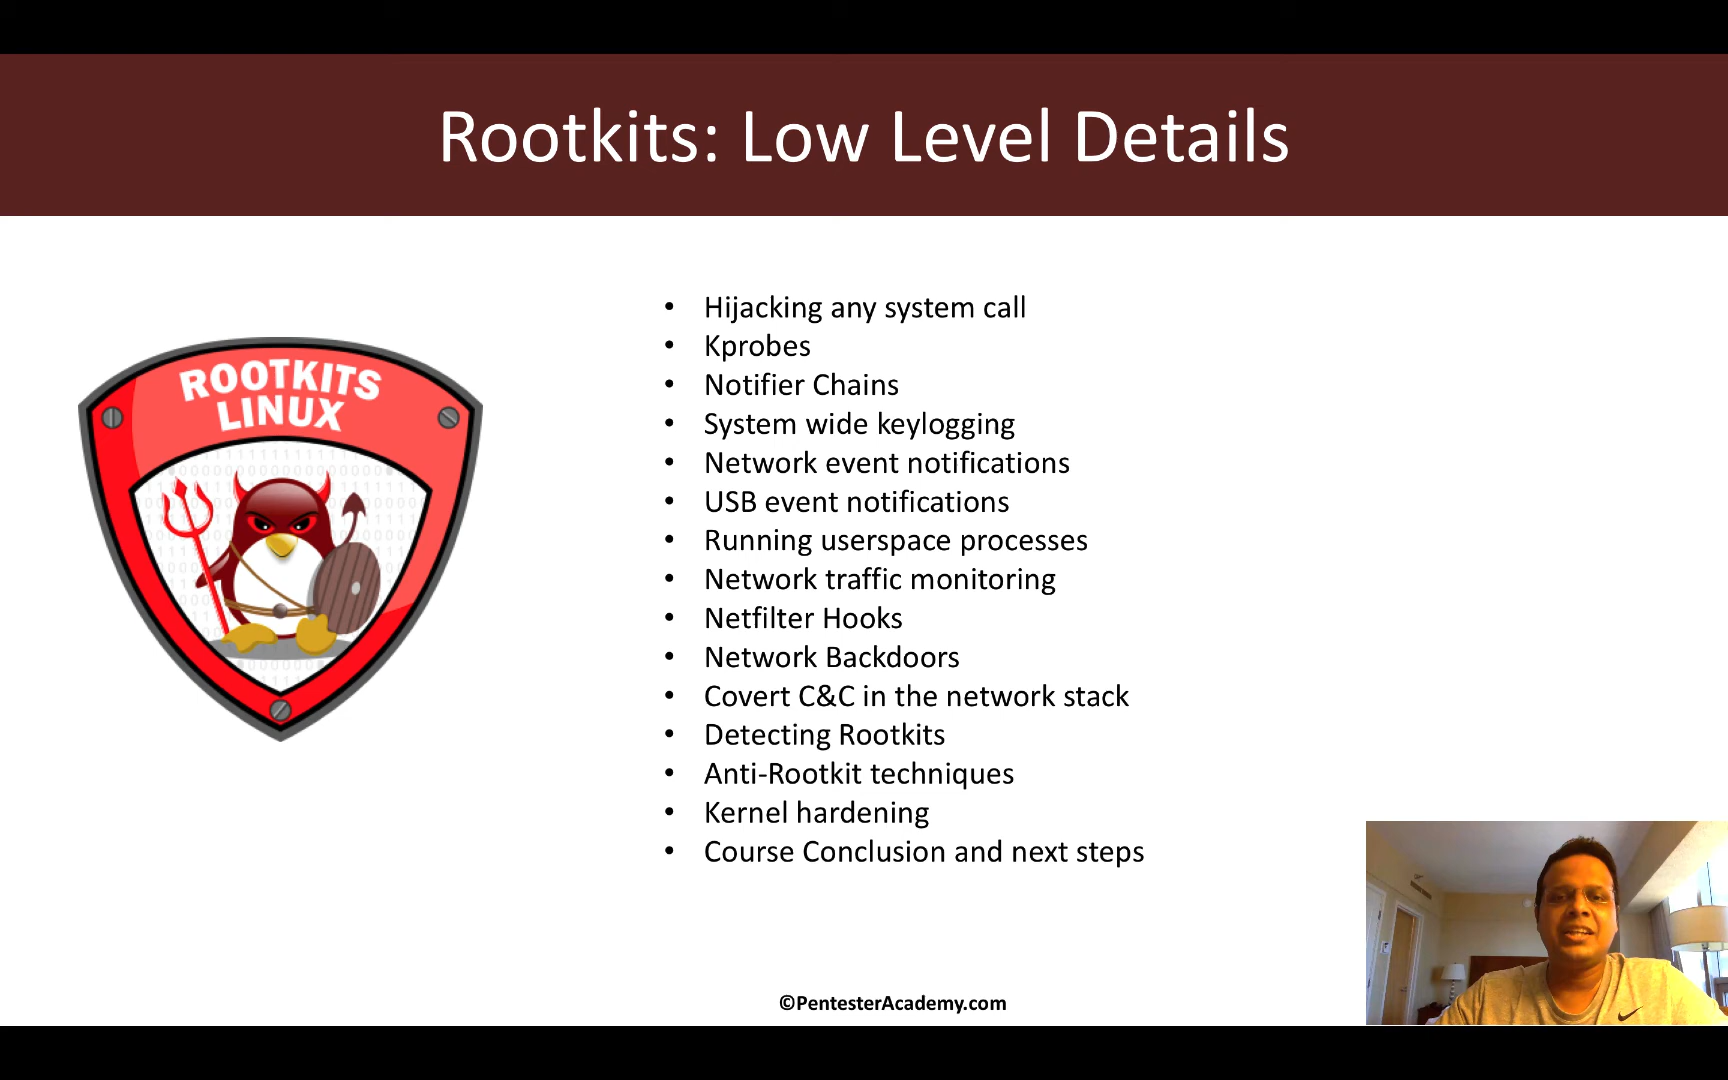 Rootkits: Low Level Details
ROOTKITS
LINUX
• Hijacking any system call
• Kprobes
• Notifier Chains
• System wide keylogging
• Network event notifications
• USB event notifications
• Running userspace processes
• Network traffic monitoring
• Netfilter Hooks
• Network Backdoors
• Covert C&C in the network stack
• Detecting Rootkits
• Anti-Rootkit techniques
• Kernel hardening
• Course Conclusion and next steps
©PentesterAcademy.com